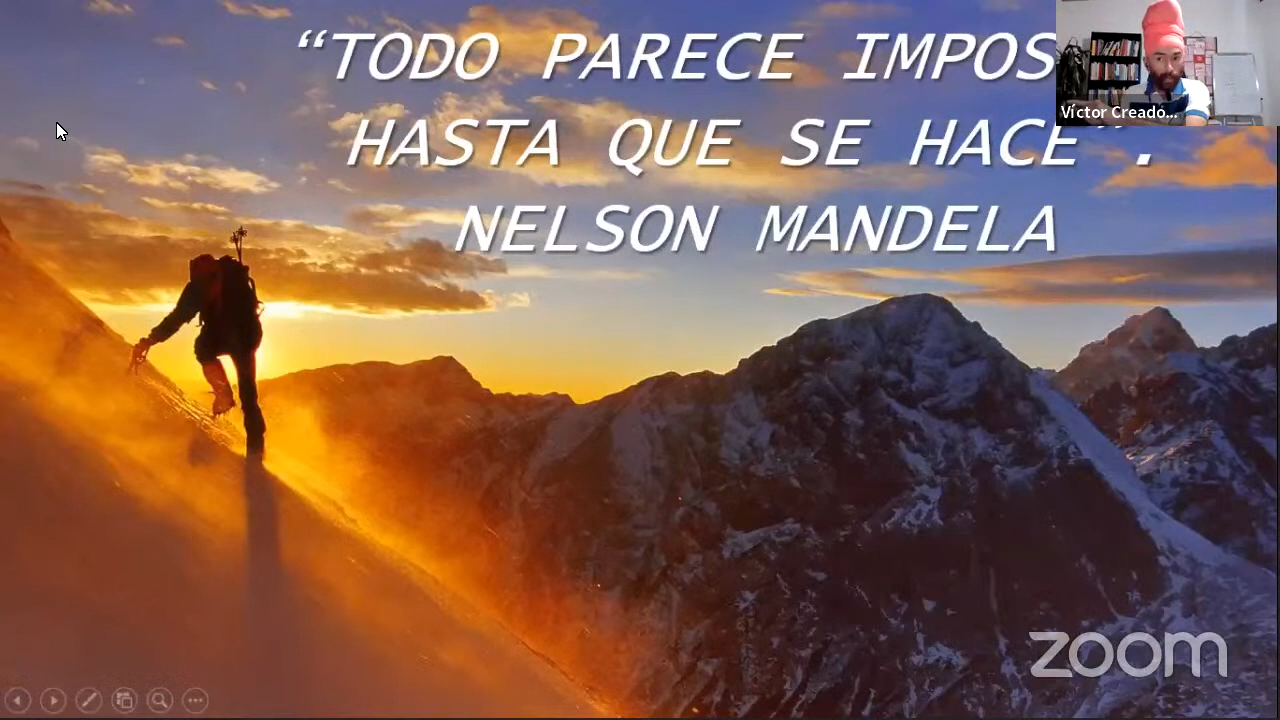 “TODO PARECE IMPOS
HASTA QUE SE HACE” .
NELSON MANDELA
Víctor Creado...
zoom